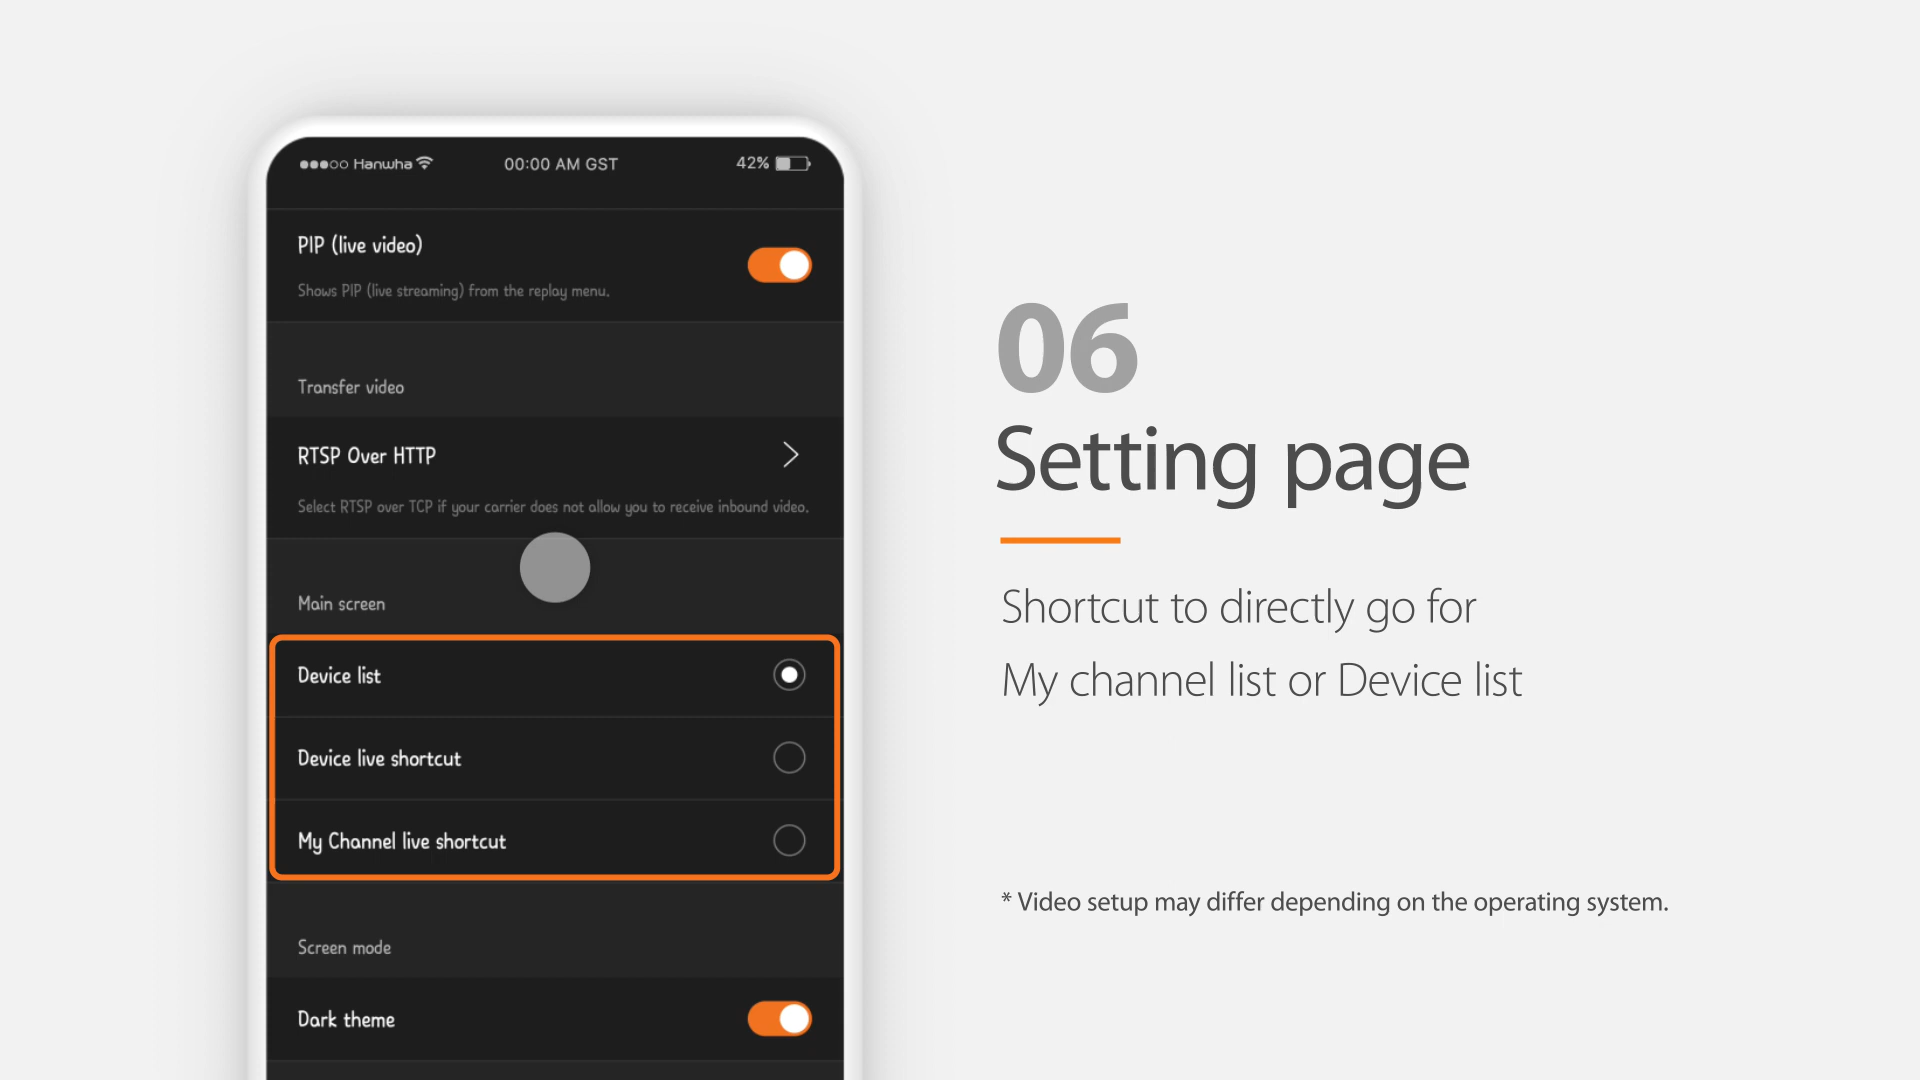 Hanwha
00:00 AM GST
42%
PIP (live video)
Shows PIP (live streaming) from the replay menu.
Transfer video
RTSP Over HTTP
Select RTSP over TCP if your carrier does not allow you to receive inbound video.
Main screen
Device list
Device live shortcut
My Channel live shortcut
Screen mode
Dark theme
06
Setting page
Shortcut to directly go for
My channel list or Device list
* Video setup may differ depending on the operating system.